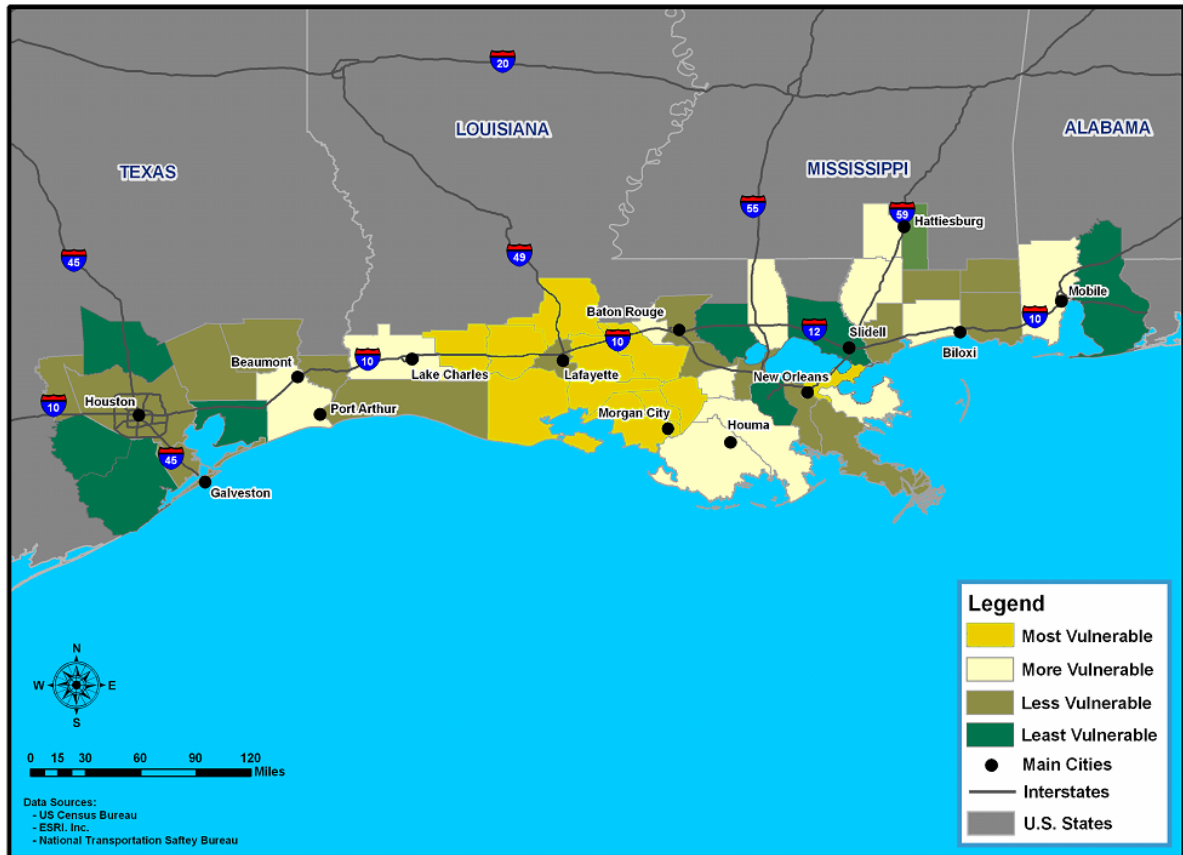 20
LOUISIANA
ALABAMA
TEXAS
MISSISSIPPI
55
59
Hattiesburg
45
49
Mobile
Baton Rouge
10
12
Slidell
10
Biloxi
Beaumont
10
Lake Charles
Lafayette
New Orleans
10
Houston
Port Arthur
Morgan City
Houma
45
Galveston
Legend
Most Vulnerable
More Vulnerable
Less Vulnerable
Least Vulnerable
Main Cities
Interstates
U.S. States
N
W E
S
0 15 30 60 90 120
Miles
Data Sources:
- US Census Bureau
- ESRI. Inc.
- National Transportation Saftey Bureau